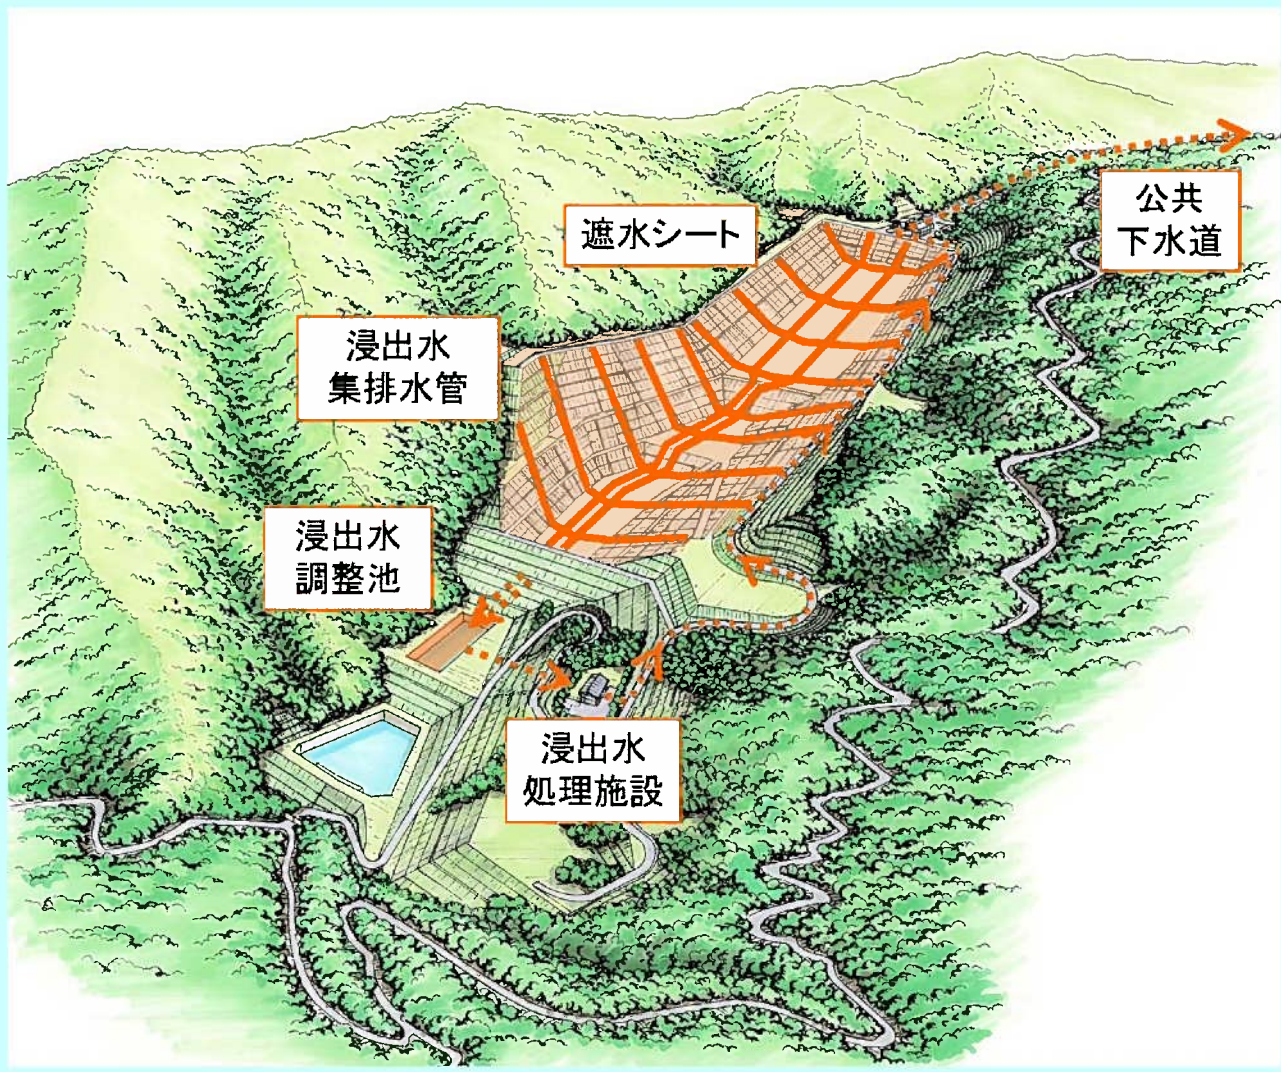 遮水シート
公共
下水道
浸出水
集排水管
浸出水
調整池
浸出水
処理施設